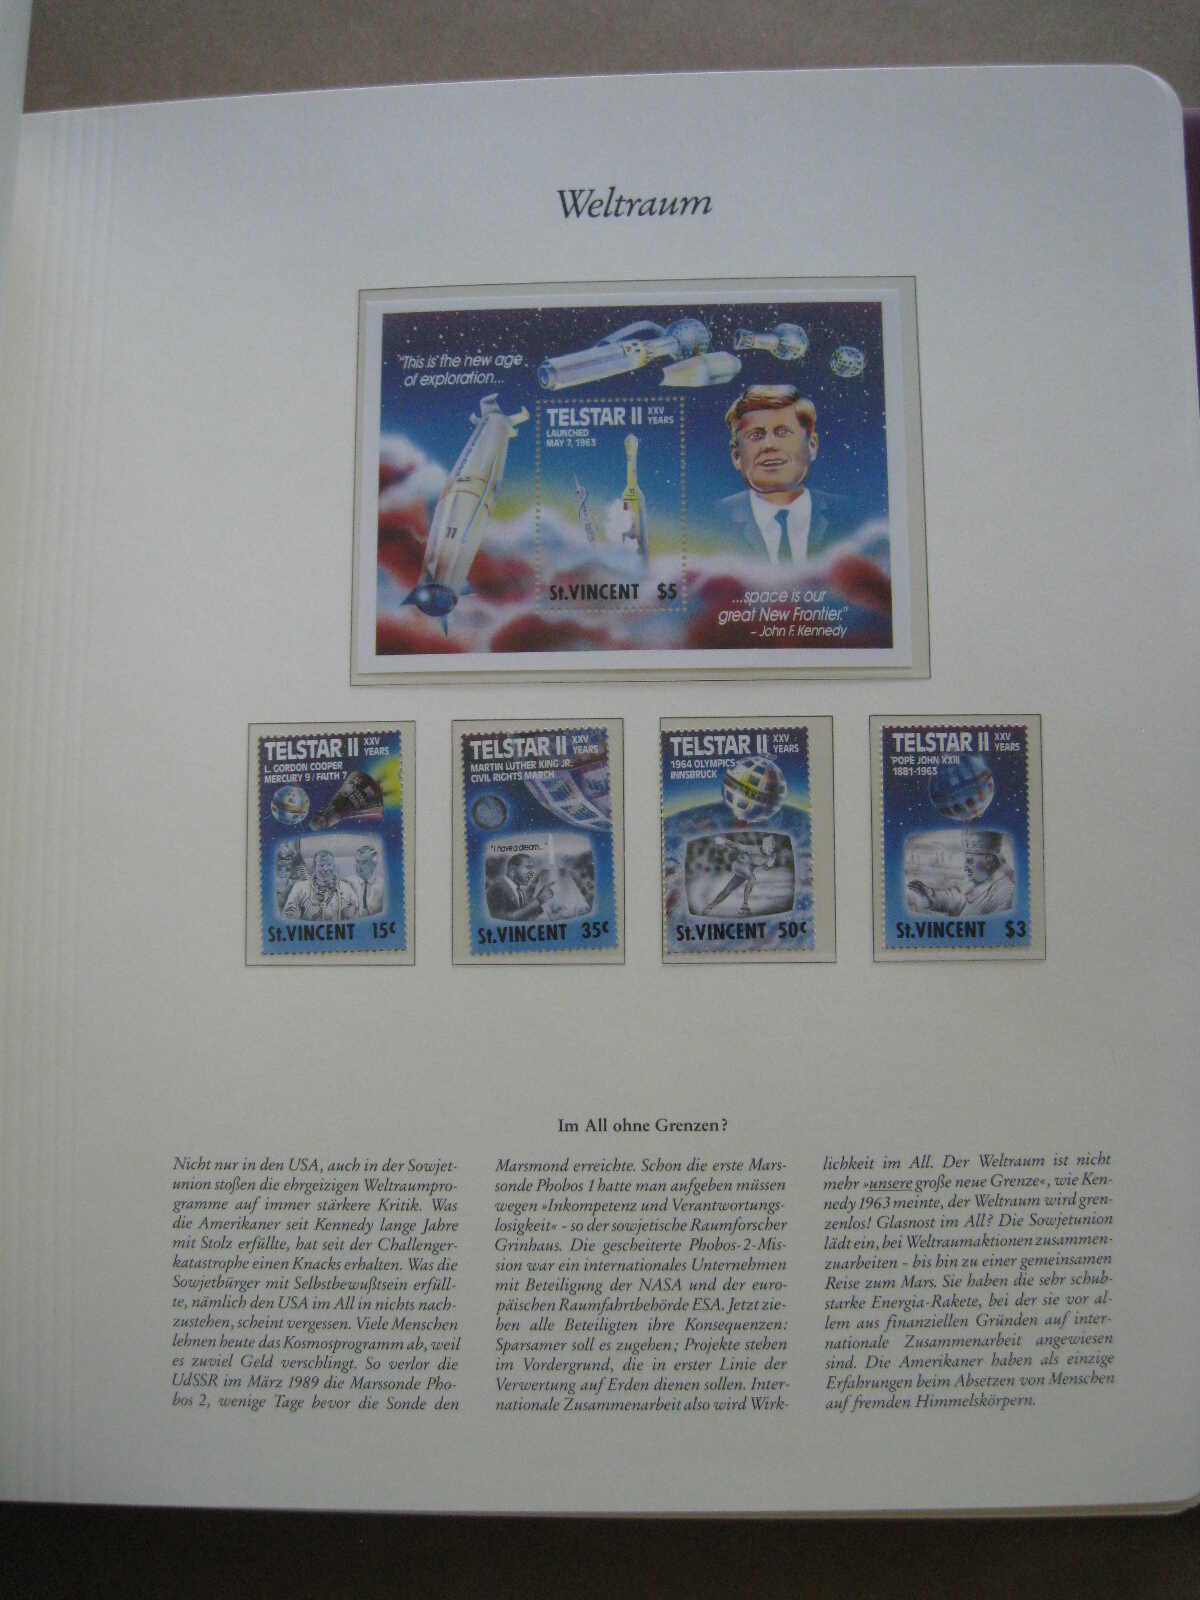 Weltraum
"This is the new age
of exploration...
TELSTAR II XXV YEARS
LAUNCHED
MAY 7, 1963
St.VINCENT $5
...space is our
great New Frontier."
– John F. Kennedy
TELSTAR II XXV YEARS
L. GORDON COOPER
MERCURY 9 / FAITH 7
St.VINCENT 15¢
TELSTAR II XXV YEARS
MARTIN LUTHER KING JR.
CIVIL RIGHTS MARCH
"I have a dream..."
St.VINCENT 35¢
TELSTAR II XXV YEARS
1964 OLYMPICS
INNSBRUCK
St.VINCENT 50¢
TELSTAR II XXV YEARS
POPE JOHN XXIII
1881-1963
St.VINCENT $3
Im All ohne Grenzen?
Nicht nur in den USA, auch in der Sowjet-
union stoßen die ehrgeizigen Weltraumpro-
gramme auf immer stärkere Kritik. Was
die Amerikaner seit Kennedy lange Jahre
mit Stolz erfüllte, hat seit der Challenger-
katastrophe einen Knacks erhalten. Was die
Sowjetbürger mit Selbstbewußtsein erfüll-
te, nämlich den USA im All in nichts nach-
zustehen, scheint vergessen. Viele Menschen
lehnen heute das Kosmosprogramm ab, weil
es zuviel Geld verschlingt. So verlor die
UdSSR im März 1989 die Marssonde Pho-
bos 2, wenige Tage bevor die Sonde den
Marsmond erreichte. Schon die erste Mars-
sonde Phobos 1 hatte man aufgeben müssen
wegen »Inkompetenz und Verantwortungs-
losigkeit« - so der sowjetische Raumforscher
Grinhaus. Die gescheiterte Phobos-2-Mis-
sion war ein internationales Unternehmen
mit Beteiligung der NASA und der euro-
päischen Raumfahrtbehörde ESA. Jetzt zie-
hen alle Beteiligten ihre Konsequenzen:
Sparsamer soll es zugehen; Projekte stehen
im Vordergrund, die in erster Linie der
Verwertung auf Erden dienen sollen. Inter-
nationale Zusammenarbeit also wird Wirk-
lichkeit im All. Der Weltraum ist nicht
mehr »unsere große neue Grenze«, wie Ken-
nedy 1963 meinte, der Weltraum wird gren-
zenlos! Glasnost im All? Die Sowjetunion
lädt ein, bei Weltraumaktionen zusammen-
zuarbeiten - bis hin zu einer gemeinsamen
Reise zum Mars. Sie haben die sehr schub-
starke Energia-Rakete, bei der sie vor al-
lem aus finanziellen Gründen auf inter-
nationale Zusammenarbeit angewiesen
sind. Die Amerikaner haben als einzige
Erfahrungen beim Absetzen von Menschen
auf fremden Himmelskörpern.